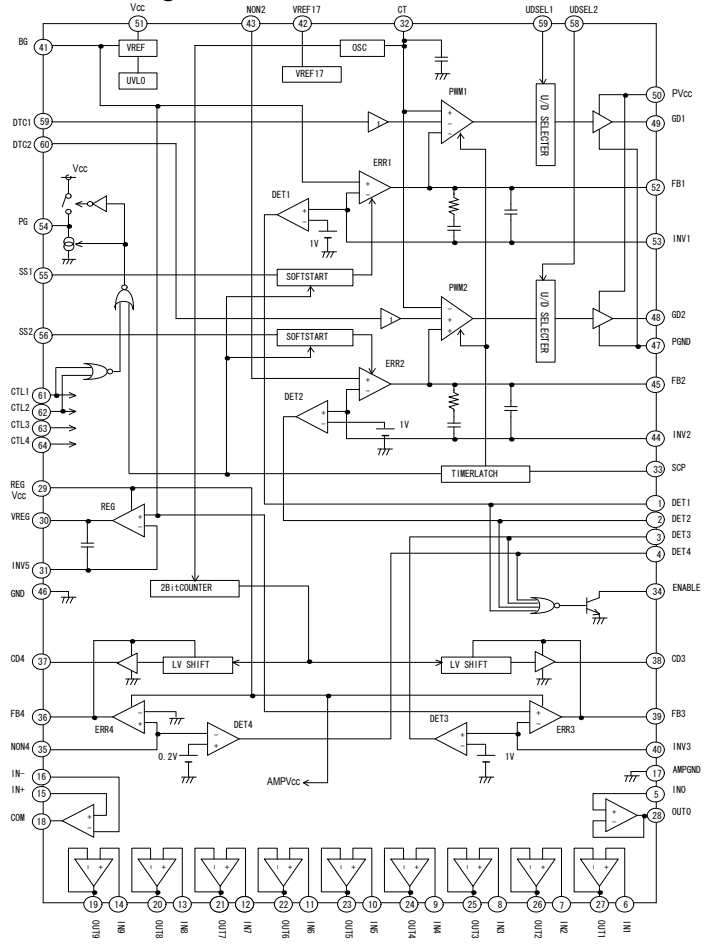 Vcc
NON2
VREF17
CT
UDSEL1
UDSEL2
51
43
42
32
59
58
BG
41
VREF
OSC
UVLO
VREF17
PWM1
U/D SELECTER
50
PVcc
DTC1
59
1
49
GD1
DTC2
60
Vcc
ERR1
DET1
52
FB1
PG
54
1V
53
INV1
SS1
55
SOFTSTART
PWM2
U/D SELECTER
1
48
GD2
SS2
56
SOFTSTART
47
PGND
ERR2
CTL1
61
45
FB2
CTL2
62
DET2
CTL3
63
1V
CTL4
64
44
INV2
REG
Vcc
29
TIMERLATCH
33
SCP
REG
1
DET1
VREG
30
2
DET2
3
DET3
4
DET4
INV5
31
GND
46
2BitCOUNTER
34
ENABLE
CD4
37
LV SHIFT
LV SHIFT
38
CD3
FB4
36
ERR4
DET4
DET3
ERR3
39
FB3
NON4
35
0.2V
1V
40
INV3
IN-
16
AMPVcc
17
AMPGND
IN+
15
5
IN0
COM
18
28
OUT0
19
14
20
13
21
12
22
11
23
10
24
9
25
8
26
7
27
6
OUT9
IN9
OUT8
IN8
OUT7
IN7
OUT6
IN6
OUT5
IN5
OUT4
IN4
OUT3
IN3
OUT2
IN2
OUT1
IN1